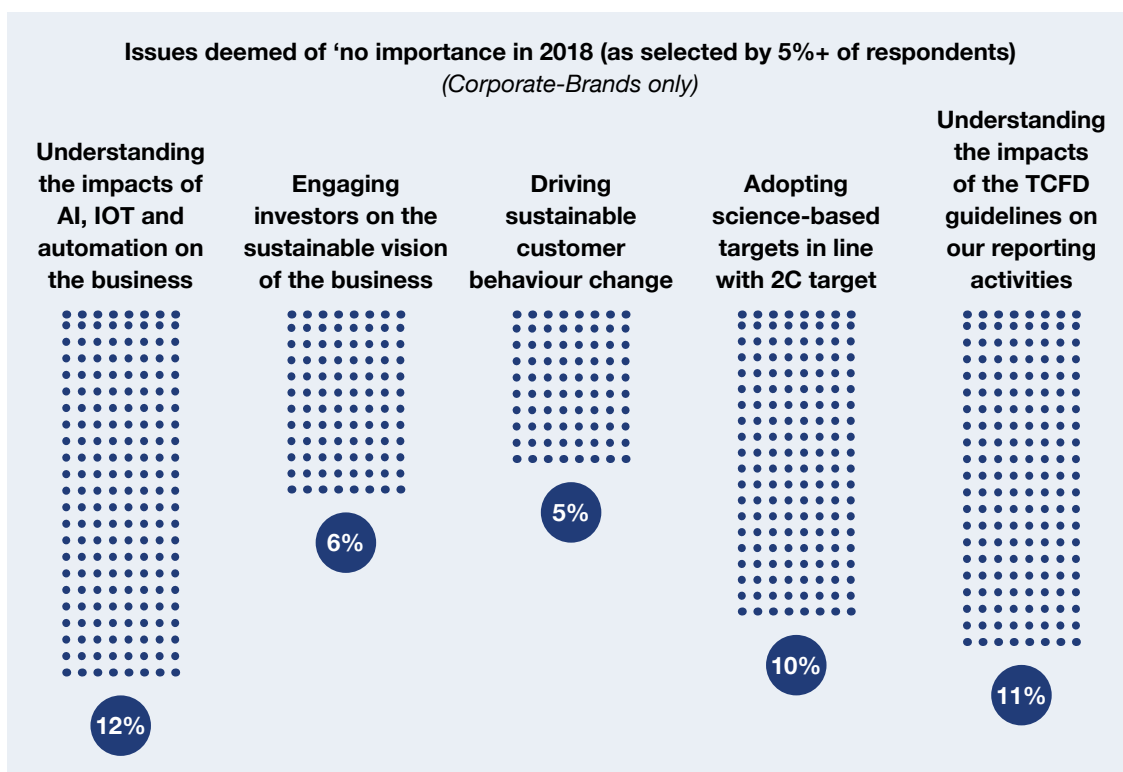 Issues deemed of ‘no importance in 2018 (as selected by 5%+ of respondents)
(Corporate-Brands only)
Understanding
the impacts of
AI, IOT and
automation on
the business
12%
Engaging
investors on the
sustainable vision
of the business
6%
Driving
sustainable
customer
behaviour change
5%
Adopting
science-based
targets in line
with 2C target
10%
Understanding
the impacts
of the TCFD
guidelines on
our reporting
activities
11%